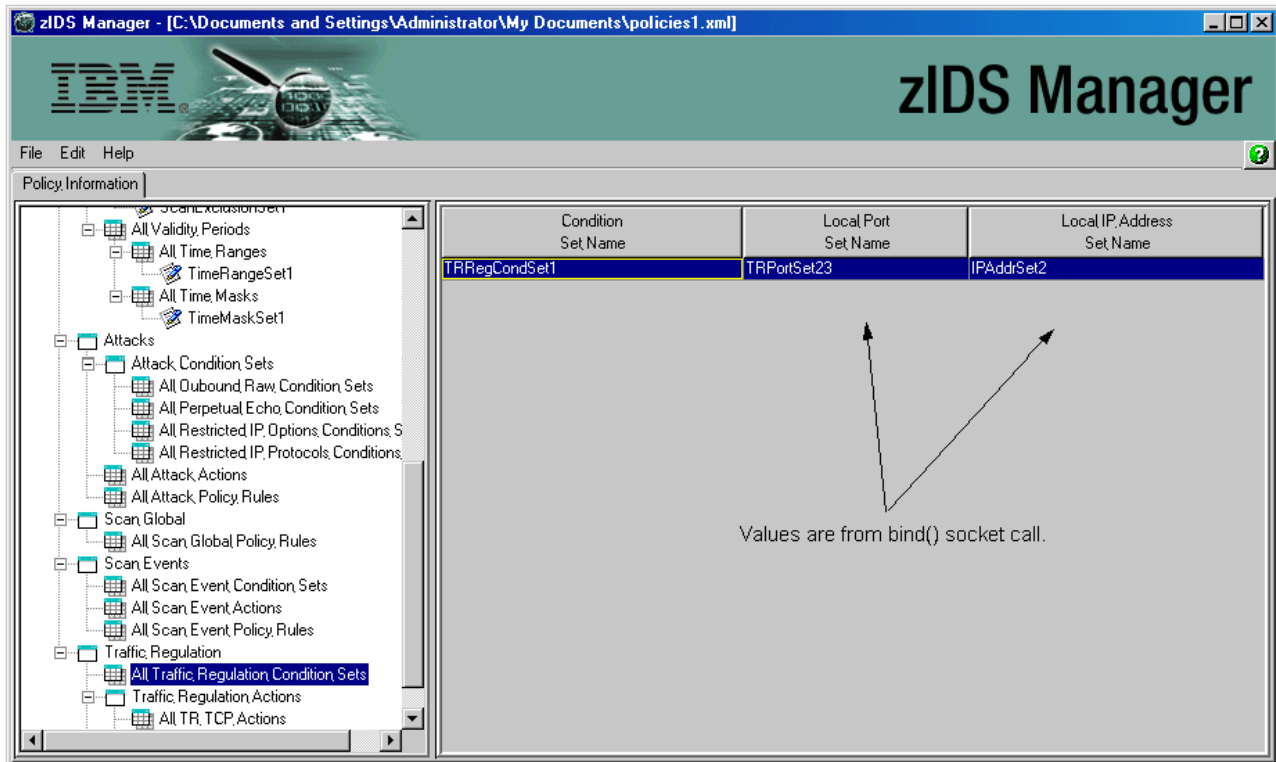 zIDS Manager - [C:\Documents and Settings\Administrator\My Documents\policies1.xml]
IBM.
zIDS Manager
File Edit Help
Policy Information
ScanExclusionSet1
All Validity Periods
All Time Ranges
TimeRangeSet1
All Time Masks
TimeMaskSet1
Attacks
Attack Condition Sets
All Oubound Raw Condition Sets
All Perpetual Echo Condition Sets
All Restricted IP Options Conditions S
All Restricted IP Protocols Conditions
All Attack Actions
All Attack Policy Rules
Scan Global
All Scan Global Policy Rules
Scan Events
All Scan Event Condition Sets
All Scan Event Actions
All Scan Event Policy Rules
Traffic Regulation
All Traffic Regulation Condition Sets
Traffic Regulation Actions
All TR TCP Actions
Condition Set Name
Local Port Set Name
Local IP Address Set Name
TRRegCondSet1 TRPortSet23 IPAddrSet2
Values are from bind() socket call.